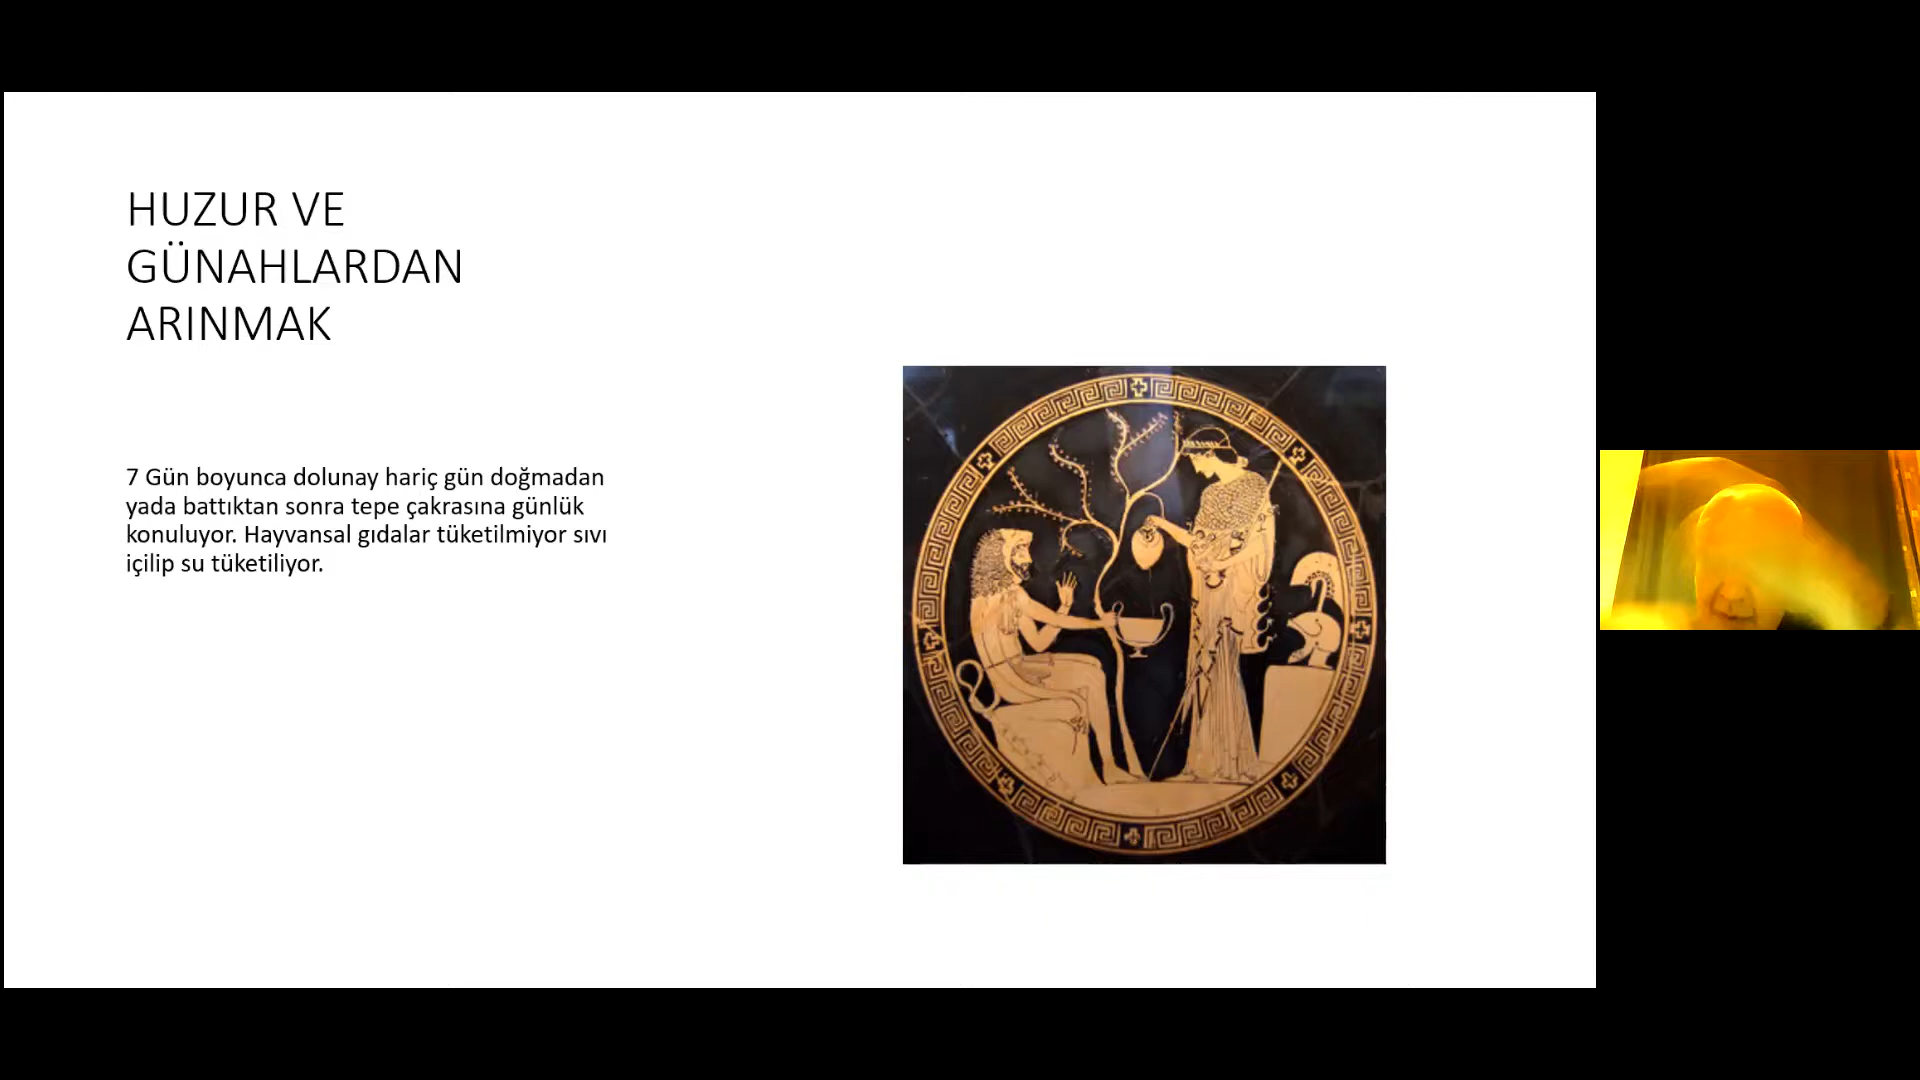 HUZUR VE
GÜNAHLARDAN
ARINMAK
7 Gün boyunca dolunay hariç gün doğmadan
yada battıktan sonra tepe çakrasına günlük
konuluyor. Hayvansal gıdalar tüketilmiyor sıvı
içilip su tüketiliyor.